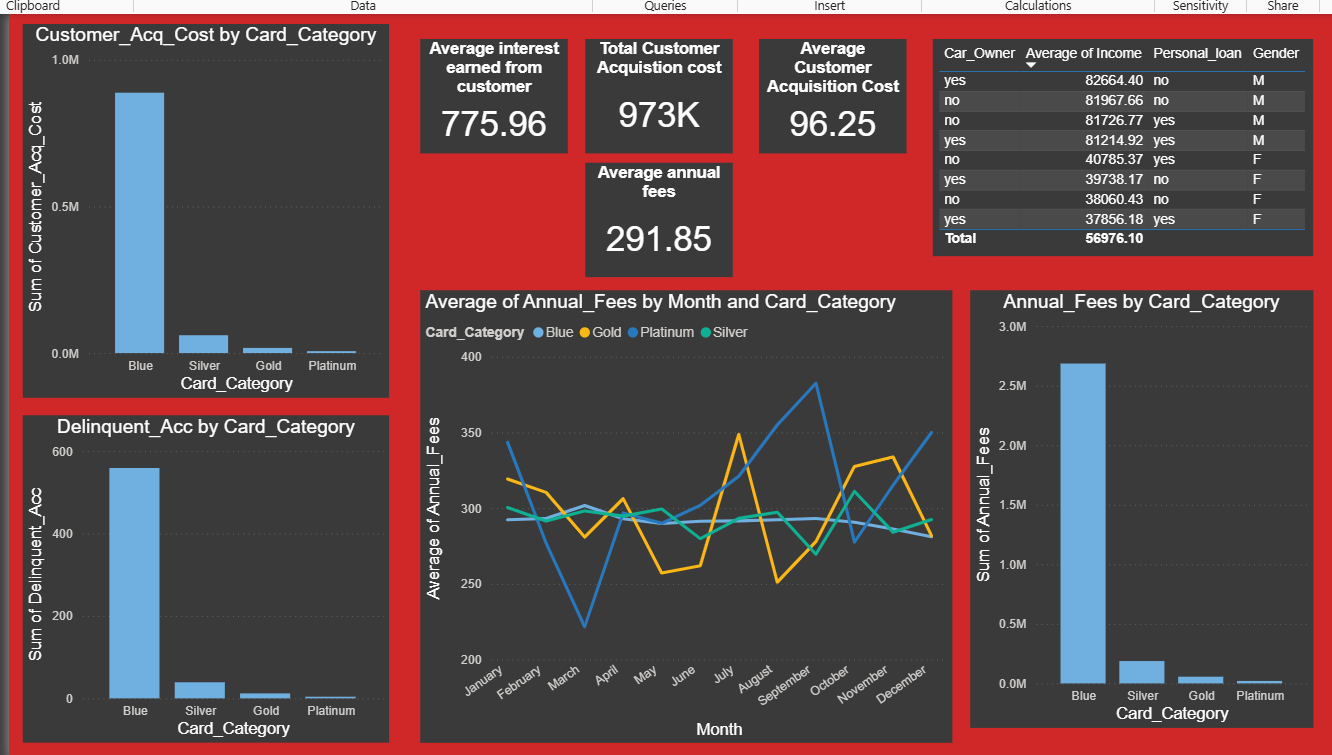 Clipboard
Data
Queries
Insert
Calculations
Sensitivity
Share
Customer_Acq_Cost by Card_Category
Sum of Customer_Acq_Cost
1.0M
0.5M
0.0M
Blue
Silver
Gold
Platinum
Card_Category
Average interest
earned from
customer
775.96
Total Customer
Acquistion cost
973K
Average
Customer
Acquisition Cost
96.25
Average annual
fees
291.85
Car_Owner Average of Income Personal_loan Gender
yes 82664.40 no M
no 81967.66 no M
no 81726.77 yes M
yes 81214.92 yes M
no 40785.37 yes F
yes 39738.17 no F
no 38060.43 no F
yes 37856.18 yes F
Total 56976.10
Delinquent_Acc by Card_Category
Sum of Delinquent_Acc
600
400
200
0
Blue
Silver
Gold
Platinum
Card_Category
Average of Annual_Fees by Month and Card_Category
Card_Category Blue Gold Platinum Silver
Average of Annual_Fees
400
350
300
250
200
January
February
March
April
May
June
July
August
September
October
November
December
Month
Annual_Fees by Card_Category
Sum of Annual_Fees
3.0M
2.5M
2.0M
1.5M
1.0M
0.5M
0.0M
Blue
Silver
Gold
Platinum
Card_Category